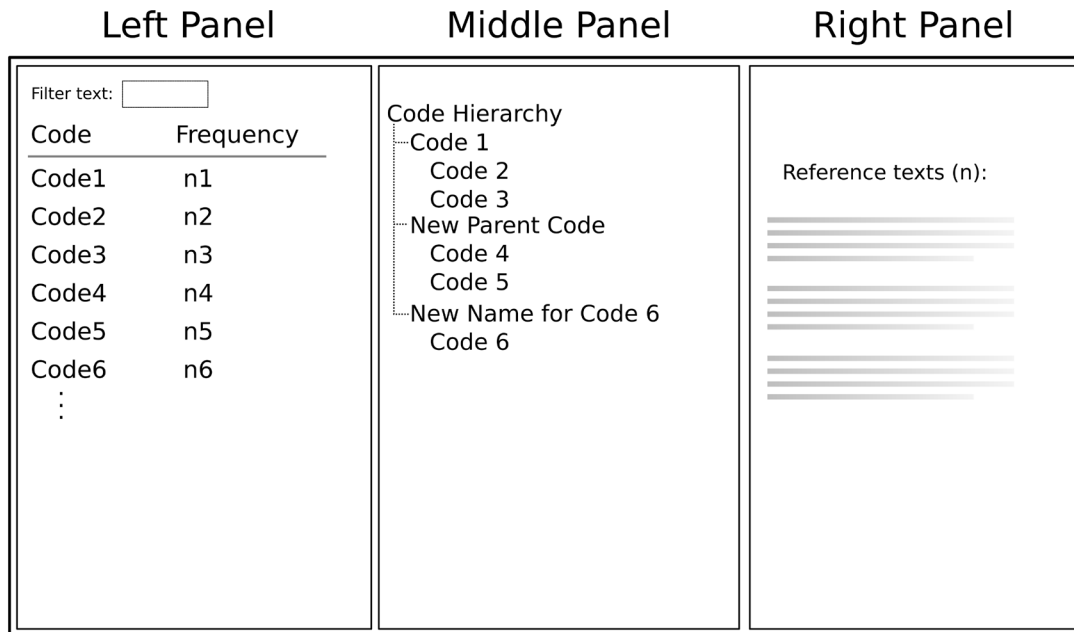 Left Panel
Middle Panel
Right Panel
Filter text:
Code Frequency
Code1 n1
Code2 n2
Code3 n3
Code4 n4
Code5 n5
Code6 n6
⋮
Code Hierarchy
Code 1
Code 2
Code 3
New Parent Code
Code 4
Code 5
New Name for Code 6
Code 6
Reference texts (n):